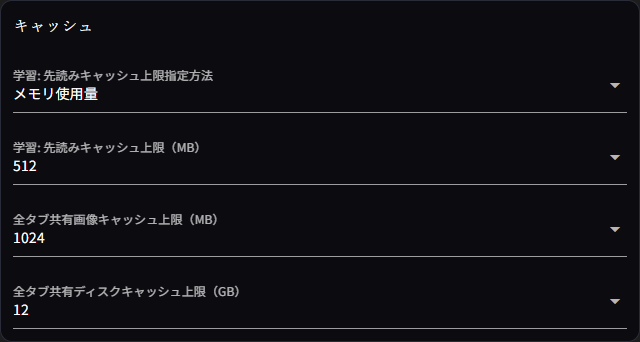 キャッシュ
学習: 先読みキャッシュ上限指定方法
メモリ使用量
学習: 先読みキャッシュ上限（MB）
512
全タブ共有画像キャッシュ上限（MB）
1024
全タブ共有ディスクキャッシュ上限（GB）
12